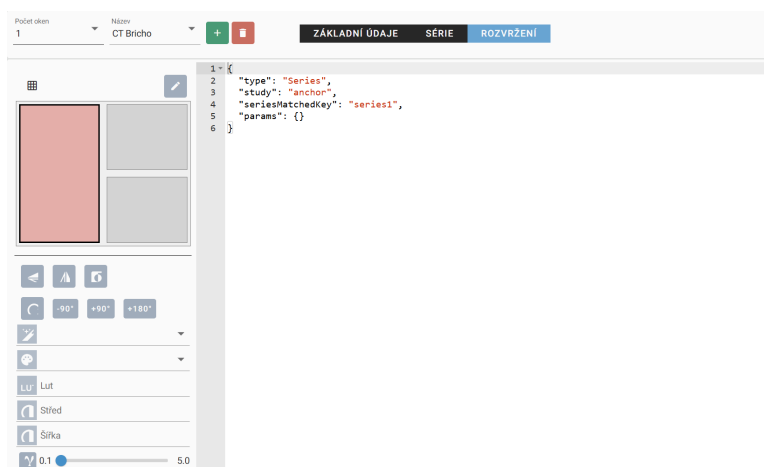 Počet oken
1
Název
CT Bricho
+
ZÁKLADNÍ ÚDAJE
SÉRIE
ROZVRŽENÍ
1 {
2 "type": "Series",
3 "study": "anchor",
4 "seriesMatchedKey": "series1",
5 "params": {}
6 }
-90°
+90°
+180°
LUT
Lut
Střed
Šířka
γ 0.1
5.0